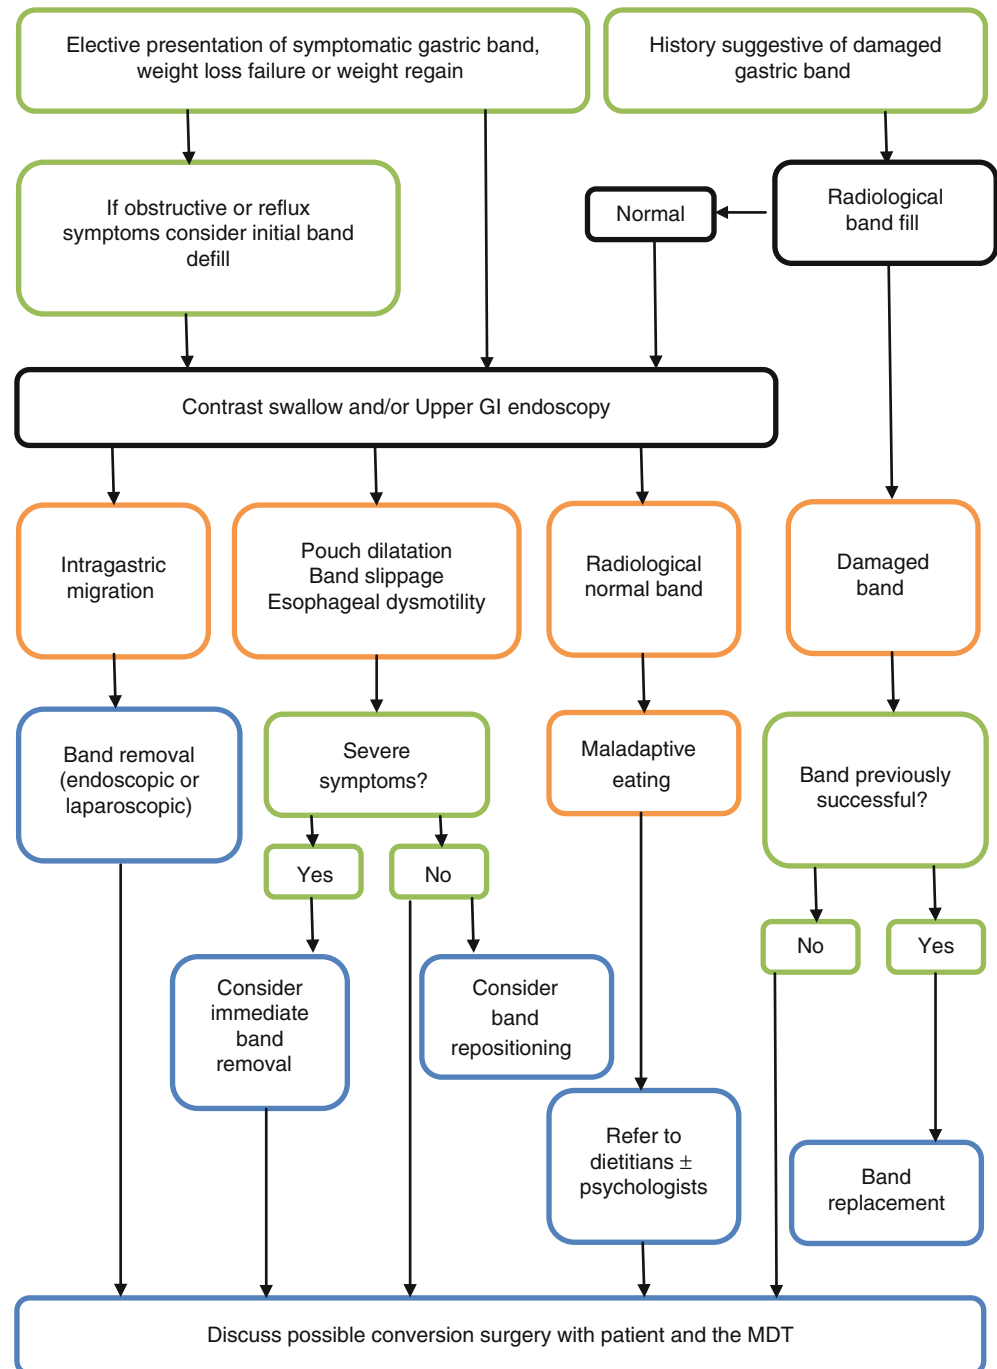 Elective presentation of symptomatic gastric band,
weight loss failure or weight regain
History suggestive of damaged
gastric band
If obstructive or reflux
symptoms consider initial band
defill
Normal
Radiological
band fill
Contrast swallow and/or Upper GI endoscopy
Intragastric
migration
Pouch dilatation
Band slippage
Esophageal dysmotility
Radiological
normal band
Damaged
band
Band removal
(endoscopic or
laparoscopic)
Severe
symptoms?
Maladaptive
eating
Band previously
successful?
Yes
No
No
Yes
Consider
immediate
band
removal
Consider
band
repositioning
Refer to
dietitians ±
psychologists
Band
replacement
Discuss possible conversion surgery with patient and the MDT